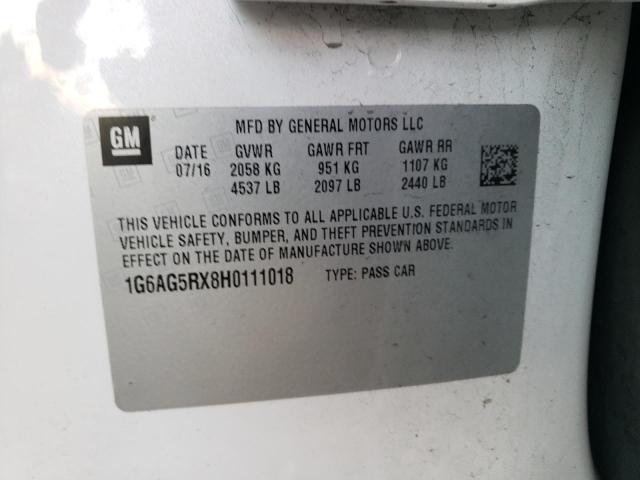 GM
MFD BY GENERAL MOTORS LLC
DATE GVWR GAWR FRT GAWR RR
07/16 2058 KG 951 KG 1107 KG
4537 LB 2097 LB 2440 LB
THIS VEHICLE CONFORMS TO ALL APPLICABLE U.S. FEDERAL MOTOR
VEHICLE SAFETY, BUMPER, AND THEFT PREVENTION STANDARDS IN
EFFECT ON THE DATE OF MANUFACTURE SHOWN ABOVE.
1G6AG5RX8H0111018 TYPE: PASS CAR